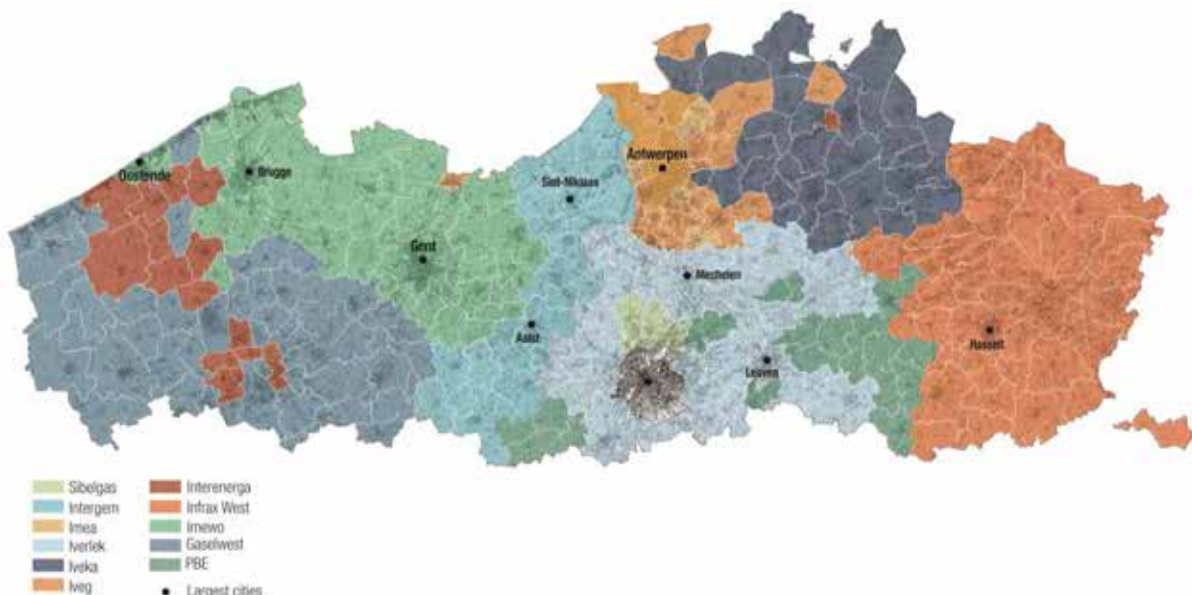 Oostende
Brugge
Gent
Sint-Niklaas
Antwerpen
Mechelen
Aalst
Leuven
Hasselt
Sibelgas
Intergem
Imea
Iverlek
Iveka
Iveg
Interenerga
Infrax West
Imewo
Gaselwest
PBE
Largest cities